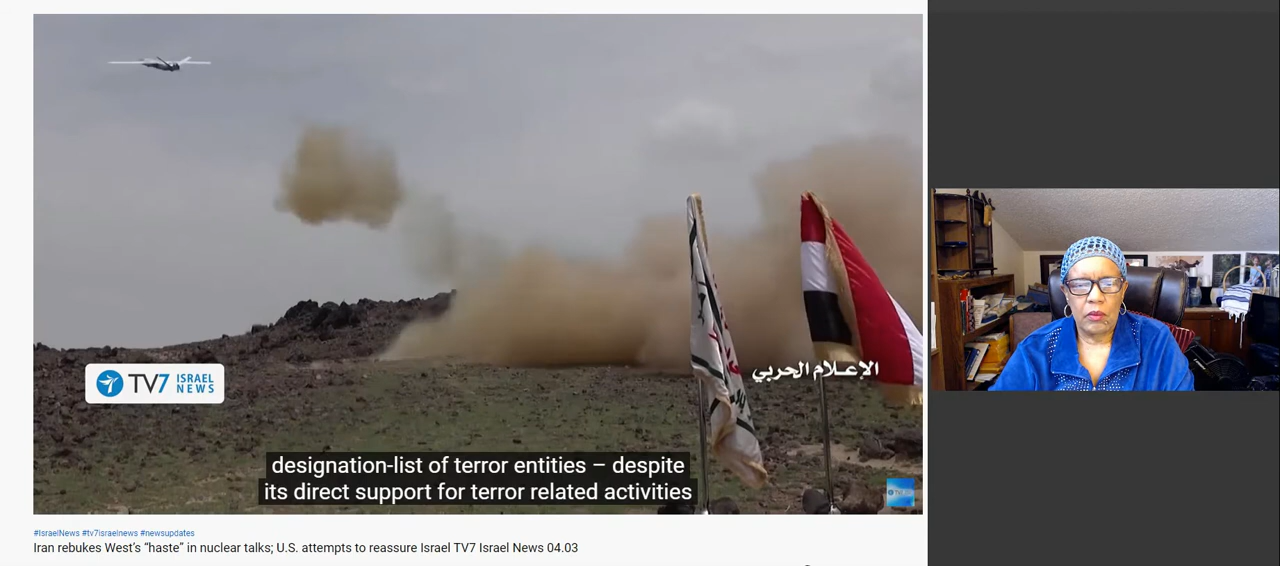 TV7 ISRAEL
NEWS
الإعلام الحربي
designation-list of terror entities – despite
its direct support for terror related activities
#IsraelNews #tv7israelnews #newsupdates
Iran rebukes West’s “haste” in nuclear talks; U.S. attempts to reassure Israel TV7 Israel News 04.03